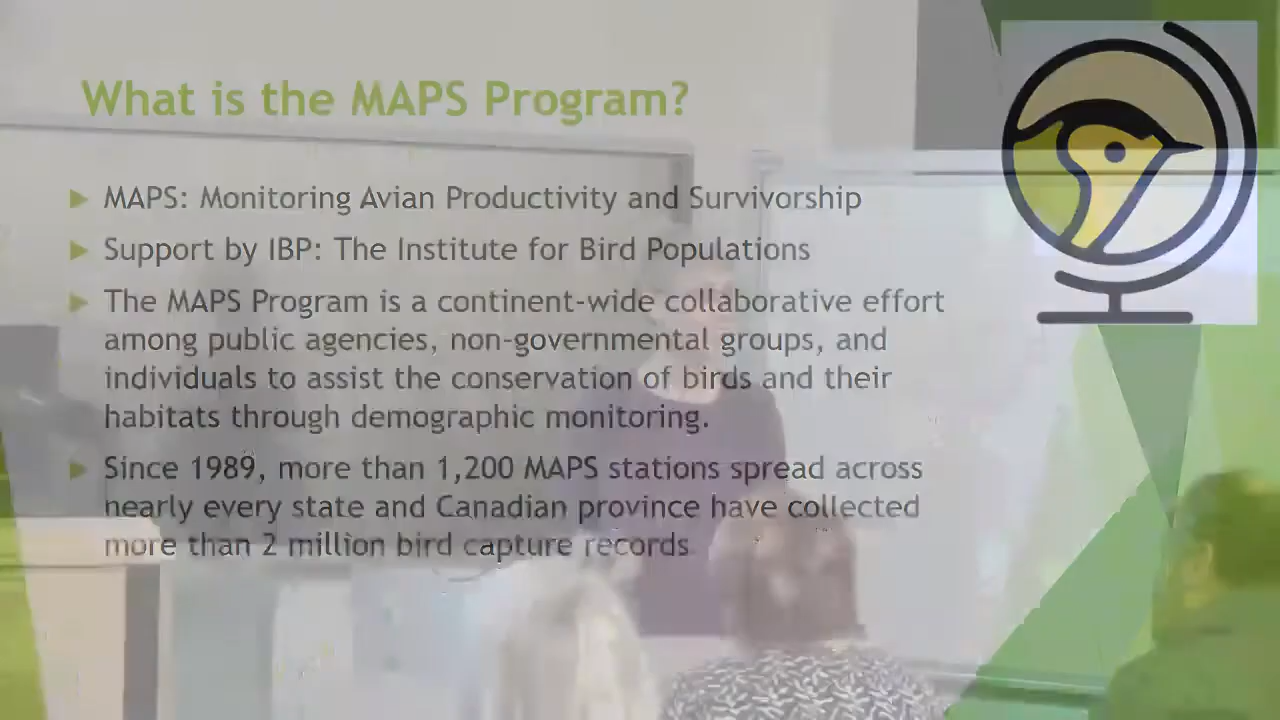 What is the MAPS Program?
MAPS: Monitoring Avian Productivity and Survivorship
Support by IBP: The Institute for Bird Populations
The MAPS Program is a continent-wide collaborative effort
among public agencies, non-governmental groups, and
individuals to assist the conservation of birds and their
habitats through demographic monitoring.
Since 1989, more than 1,200 MAPS stations spread across
nearly every state and Canadian province have collected
more than 2 million bird capture records